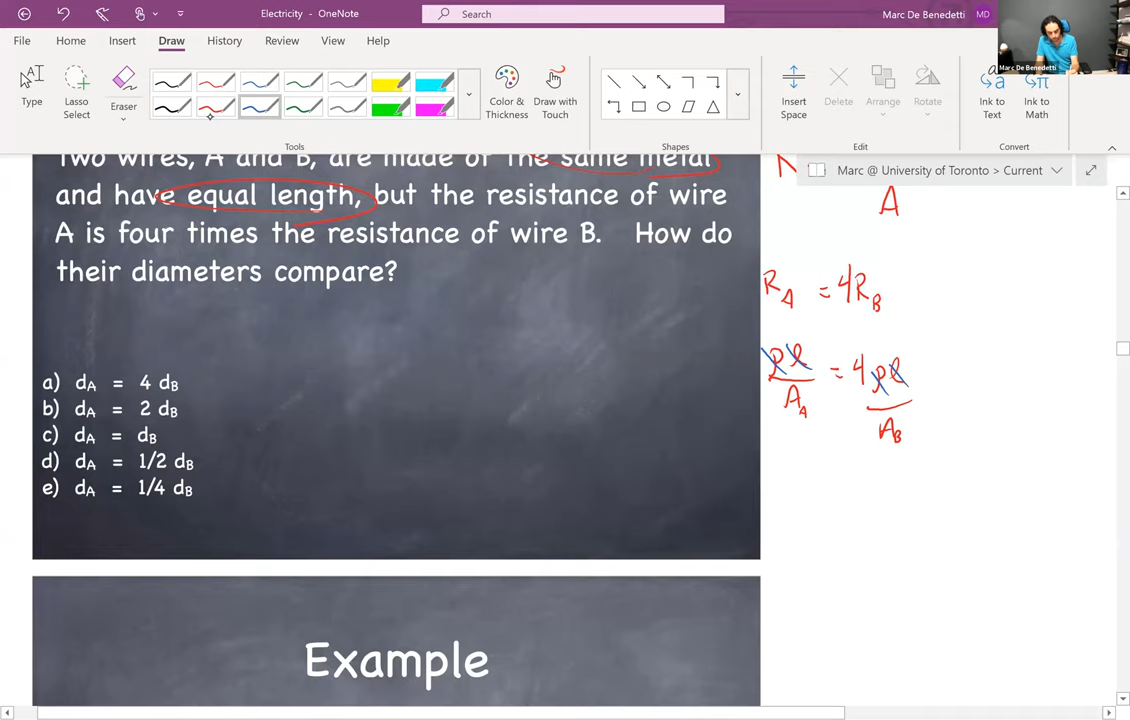 Electricity - OneNote
Search
Marc De Benedetti
MD
File
Home
Insert
Draw
History
Review
View
Help
Marc De Benedetti
Type
Lasso
Select
Eraser
Color &
Thickness
Draw with
Touch
Insert
Space
Delete
Arrange
Rotate
Ink to
Text
Ink to
Math
Tools
Shapes
Edit
Convert
Marc @ University of Toronto > Current
Two wires, A and B, are made of the same metal
and have equal length, but the resistance of wire
A is four times the resistance of wire B. How do
their diameters compare?
a) dA = 4 dB
b) dA = 2 dB
c) dA = dB
d) dA = 1/2 dB
e) dA = 1/4 dB
A
RA = 4RB
ρl = 4 ρl
AA AB
Example